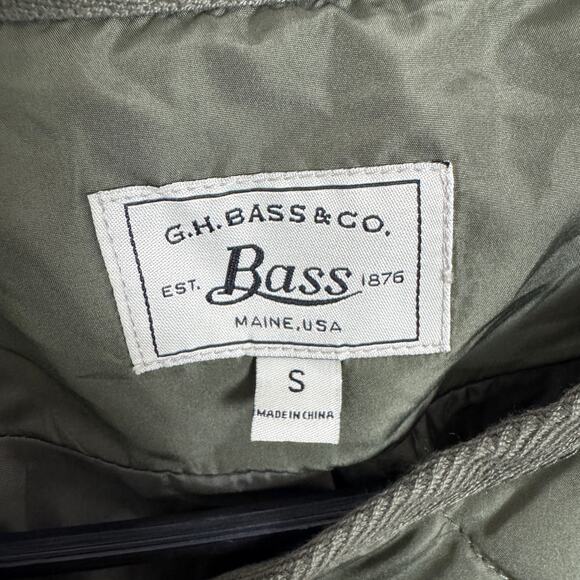 G.H.BASS&CO.
EST. Bass 1876
MAINE, USA
S
MADE IN CHINA